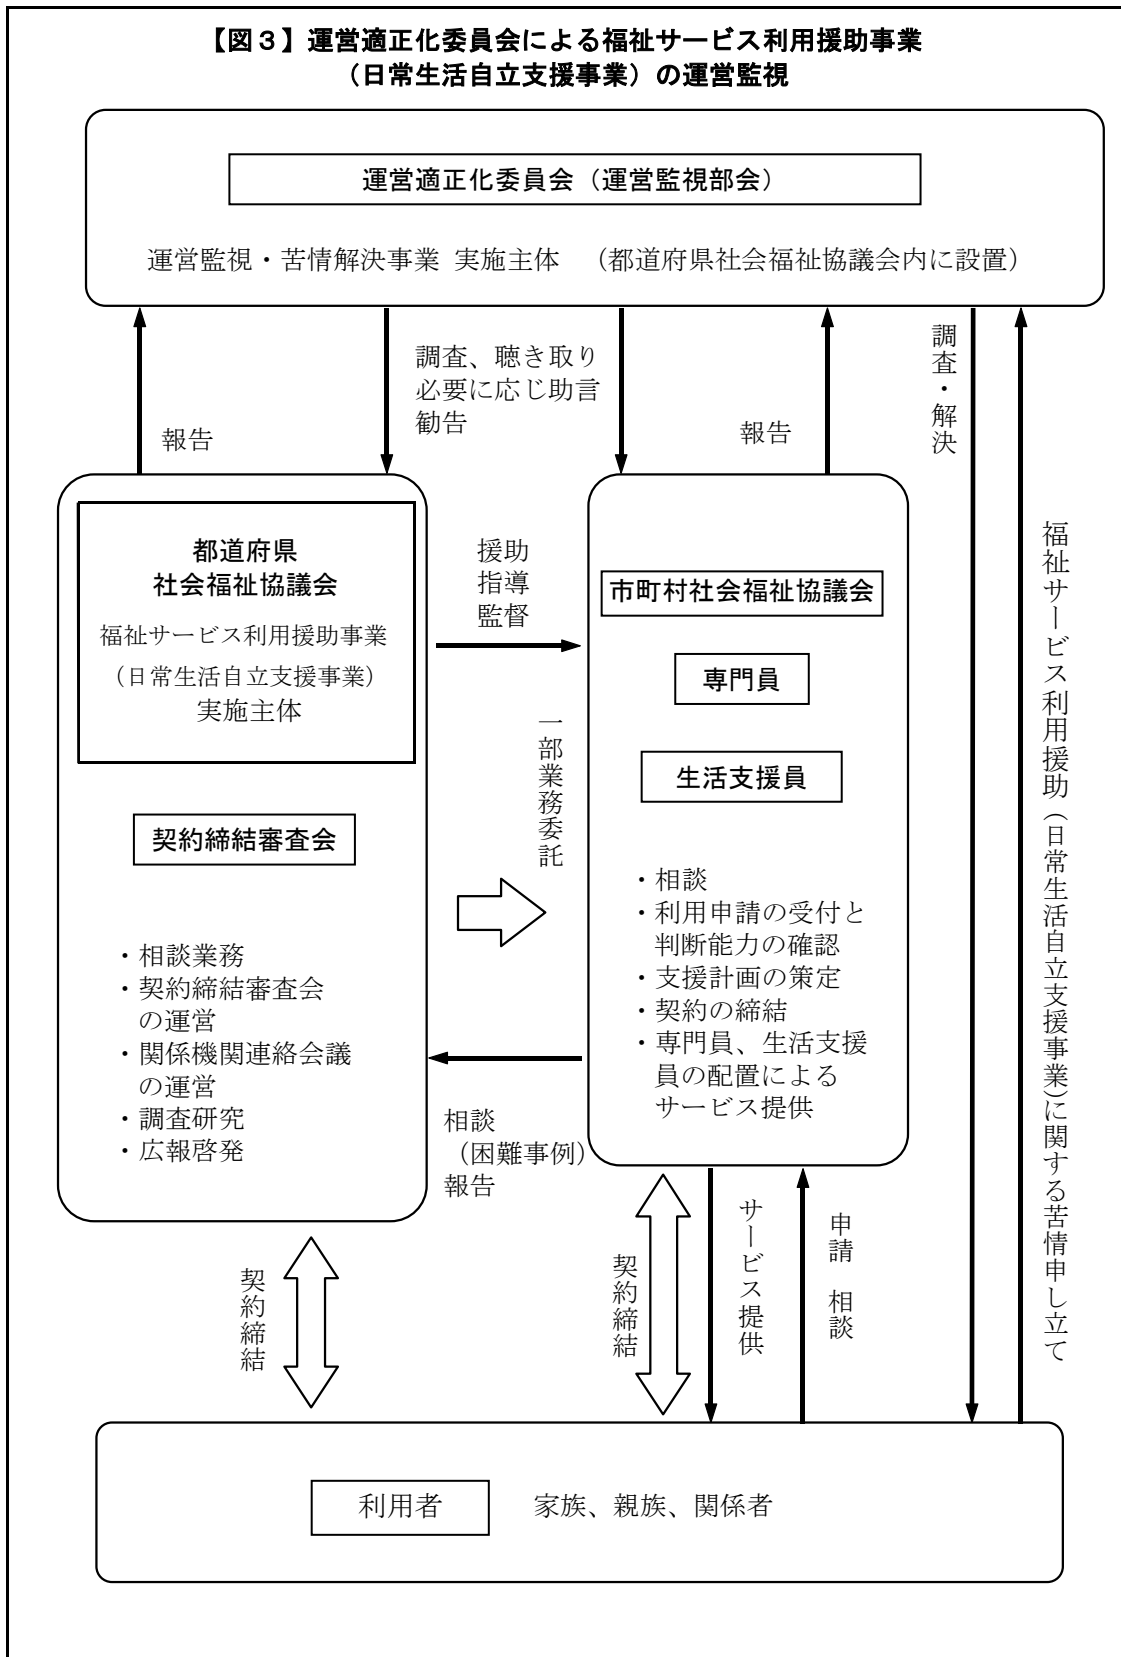 【図３】運営適正化委員会による福祉サービス利用援助事業
（日常生活自立支援事業）の運営監視
運営適正化委員会（運営監視部会）
運営監視・苦情解決事業 実施主体　（都道府県社会福祉協議会内に設置）
報告
調査、聴き取り
必要に応じ助言
勧告
報告
調査・解決
福祉サービス利用援助（日常生活自立支援事業）に関する苦情申し立て
都道府県
社会福祉協議会
福祉サービス利用援助事業
（日常生活自立支援事業）
実施主体
契約締結審査会
・相談業務
・契約締結審査会
の運営
・関係機関連絡会議
の運営
・調査研究
・広報啓発
援助
指導
監督
一部業務委託
相談
（困難事例）
報告
市町村社会福祉協議会
専門員
生活支援員
・相談
・利用申請の受付と
判断能力の確認
・支援計画の策定
・契約の締結
・専門員、生活支援
員の配置による
サービス提供
契約締結
契約締結
サービス提供
申請　相談
利用者
家族、親族、関係者